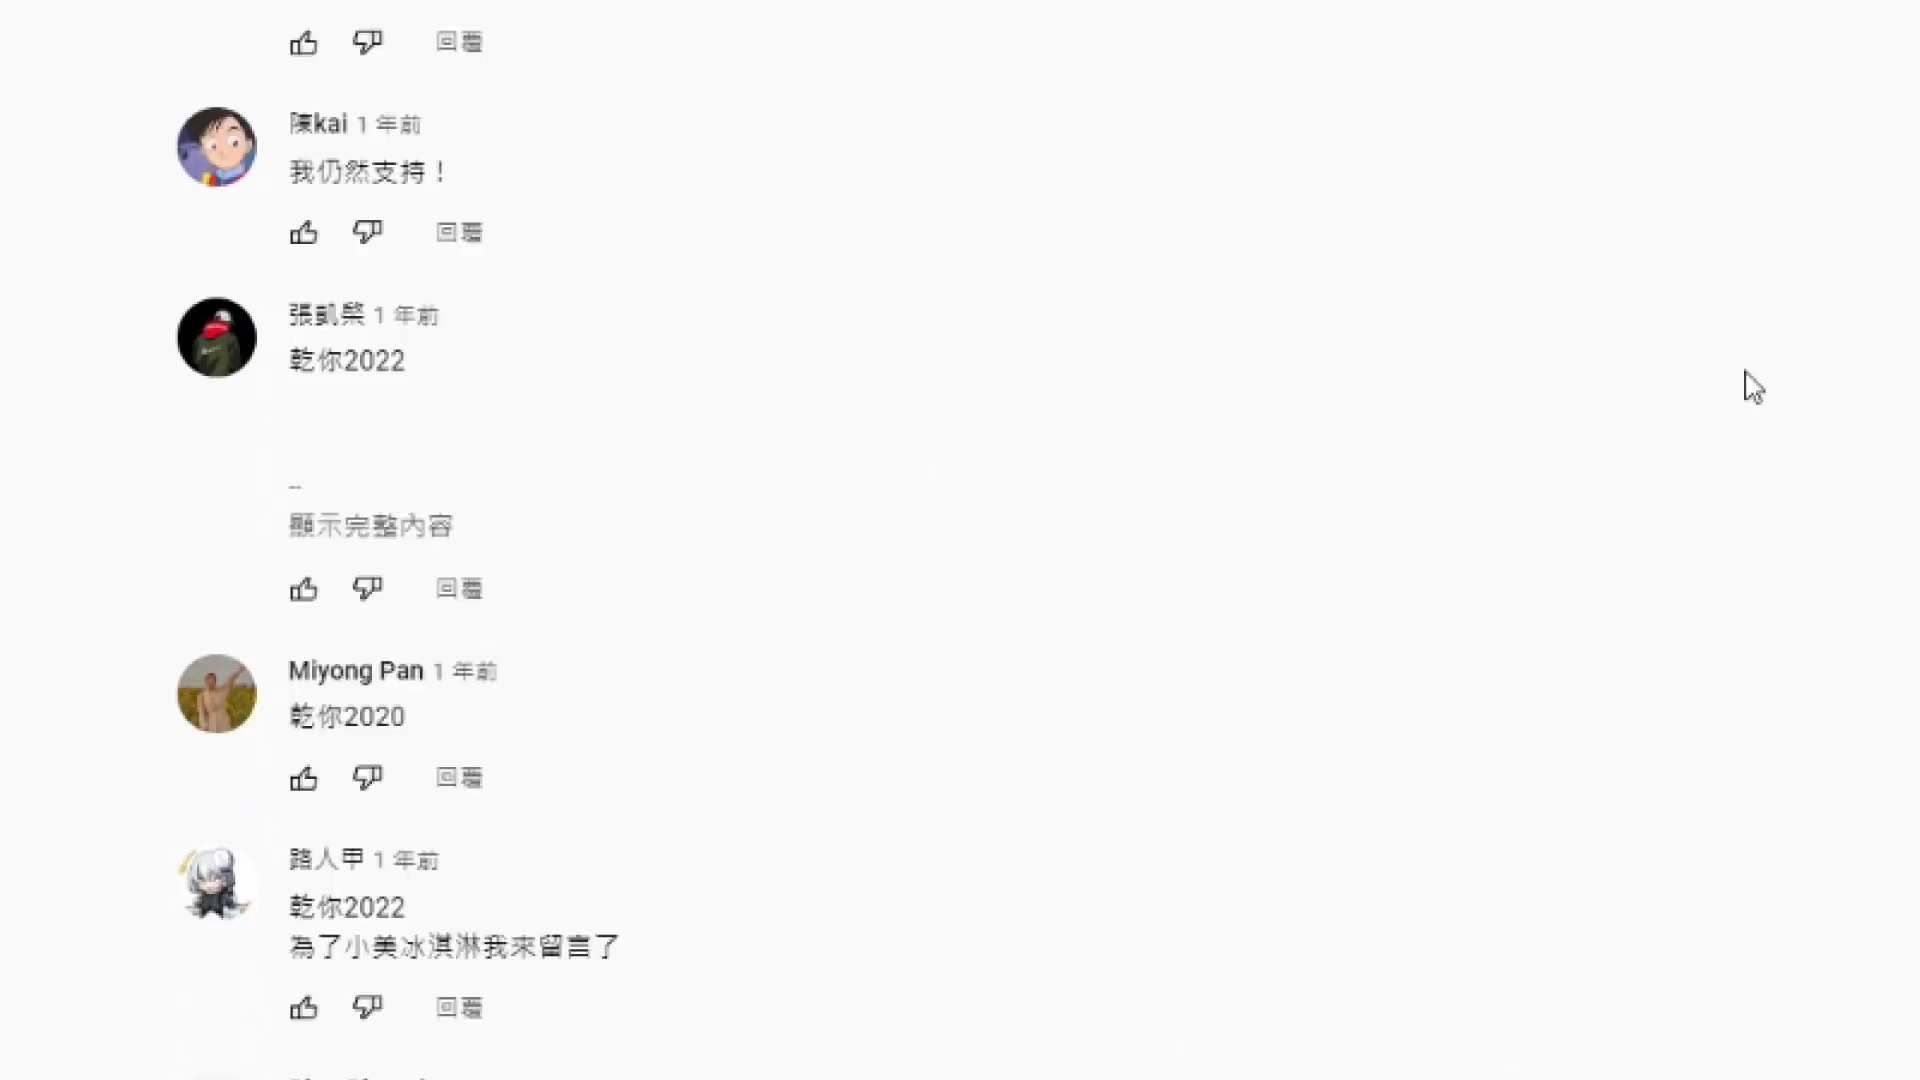 回覆
陳kai 1 年前
我仍然支持！
回覆
張凱棨 1 年前
乾你2022
顯示完整內容
回覆
Miyong Pan 1 年前
乾你2020
回覆
路人甲 1 年前
乾你2022
為了小美冰淇淋我來留言了
回覆